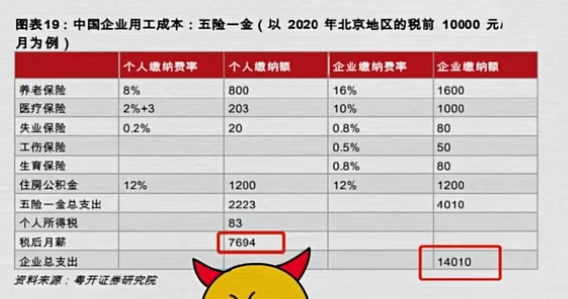 图表19:中国企业用工成本:五险一金(以 2020 年北京地区的税前 10000 元/
月为例)
个人缴纳费率 个人缴纳额 企业缴纳费率 企业缴纳额
养老保险 8% 800 16% 1600
医疗保险 2%+3 203 10% 1000
失业保险 0.2% 20 0.8% 80
工伤保险 0.5% 50
生育保险 0.8% 80
住房公积金 12% 1200 12% 1200
五险一金总支出 2223 4010
个人所得税 83
税后月薪 7694
企业总支出 14010
资料来源:粤开证券研究院